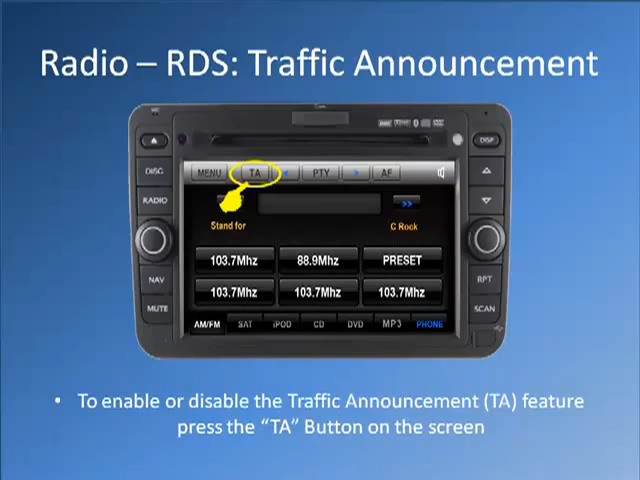 Radio – RDS: Traffic Announcement
DISP
DISC
MENU TA < PTY > AF
RADIO
>>
Stand for C Rock
103.7Mhz 88.9Mhz PRESET
NAV RPT
103.7Mhz 103.7Mhz 103.7Mhz
MUTE SCAN
AM/FM SAT iPOD CD DVD MP3 PHONE
• To enable or disable the Traffic Announcement (TA) feature
press the “TA” Button on the screen